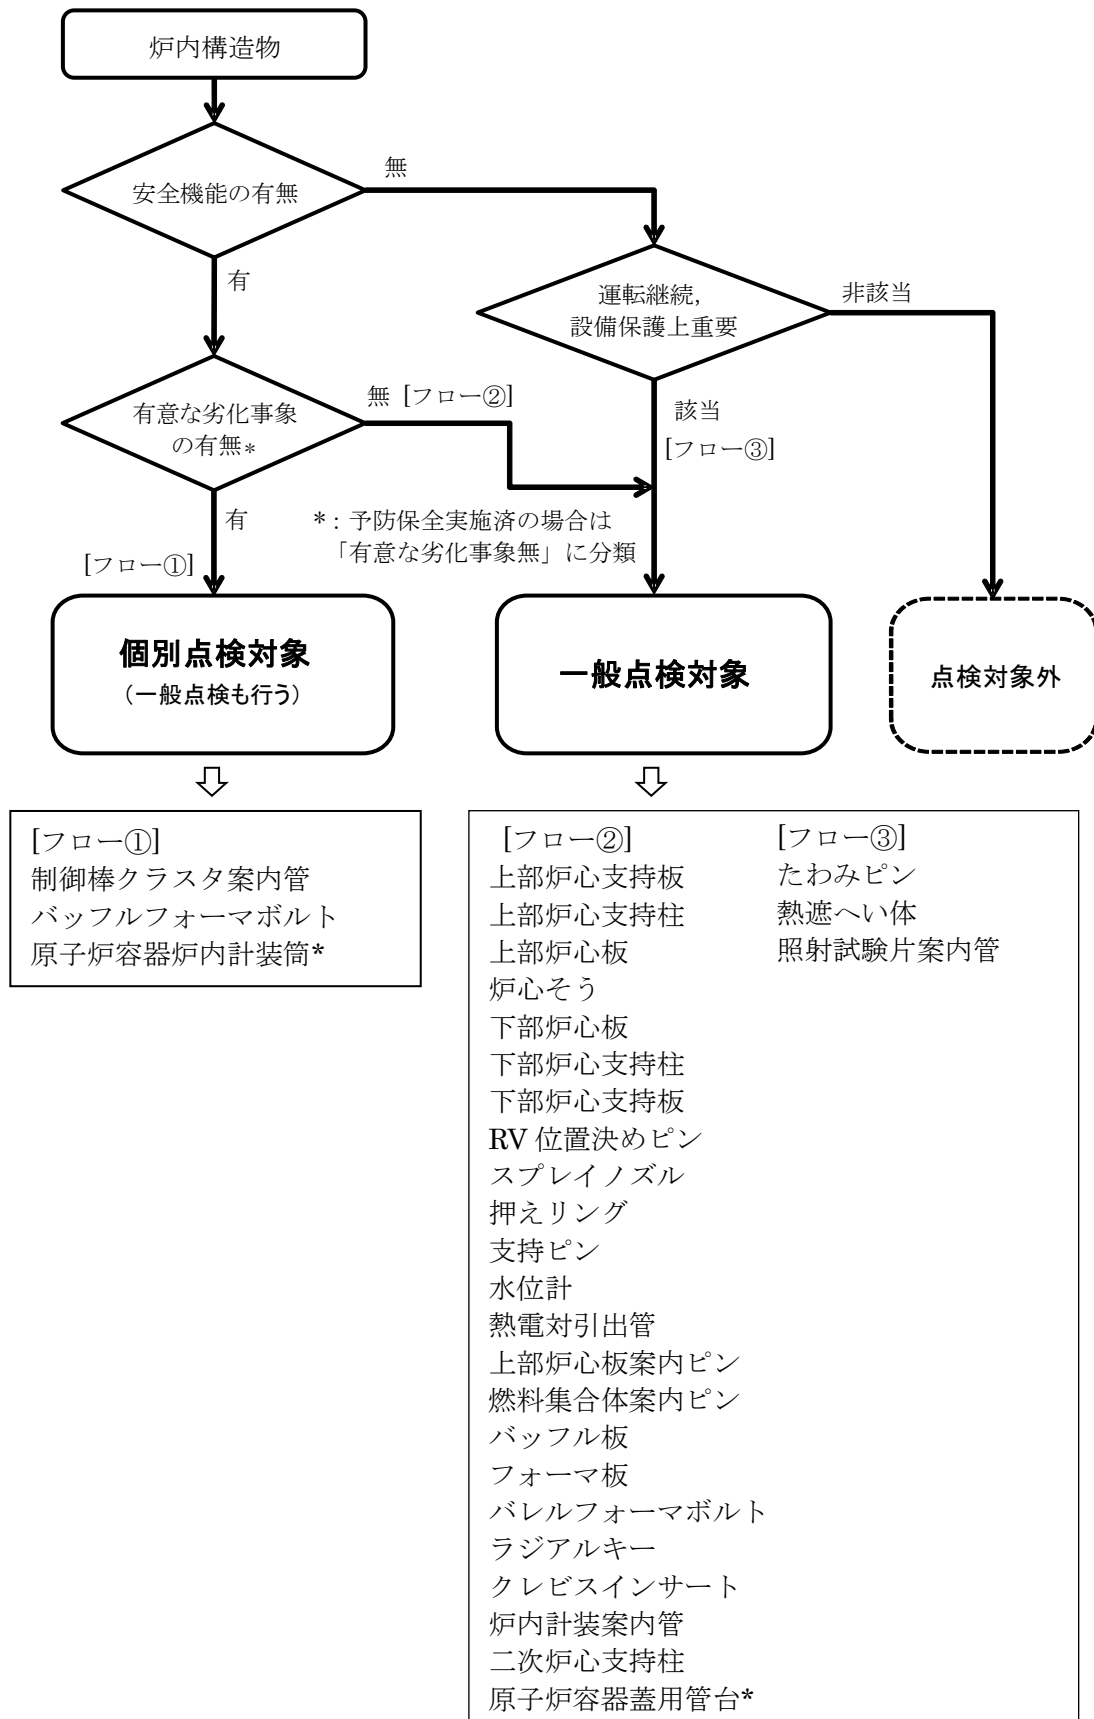 炉内構造物
安全機能の有無
無
有
運転継続,
設備保護上重要
非該当
有意な劣化事象
の有無*
無 [フロー②]
該当
[フロー③]
有
[フロー①]
*：予防保全実施済の場合は
「有意な劣化事象無」に分類
個別点検対象
(一般点検も行う)
一般点検対象
点検対象外
[フロー①]
制御棒クラスタ案内管
バッフルフォーマボルト
原子炉容器炉内計装筒*
[フロー②]
上部炉心支持板
上部炉心支持柱
上部炉心板
炉心そう
下部炉心板
下部炉心支持柱
下部炉心支持板
RV 位置決めピン
スプレイノズル
押えリング
支持ピン
水位計
熱電対引出管
上部炉心板案内ピン
燃料集合体案内ピン
バッフル板
フォーマ板
バレルフォーマボルト
ラジアルキー
クレビスインサート
炉内計装案内管
二次炉心支持柱
原子炉容器蓋用管台*
[フロー③]
たわみピン
熱遮へい体
照射試験片案内管